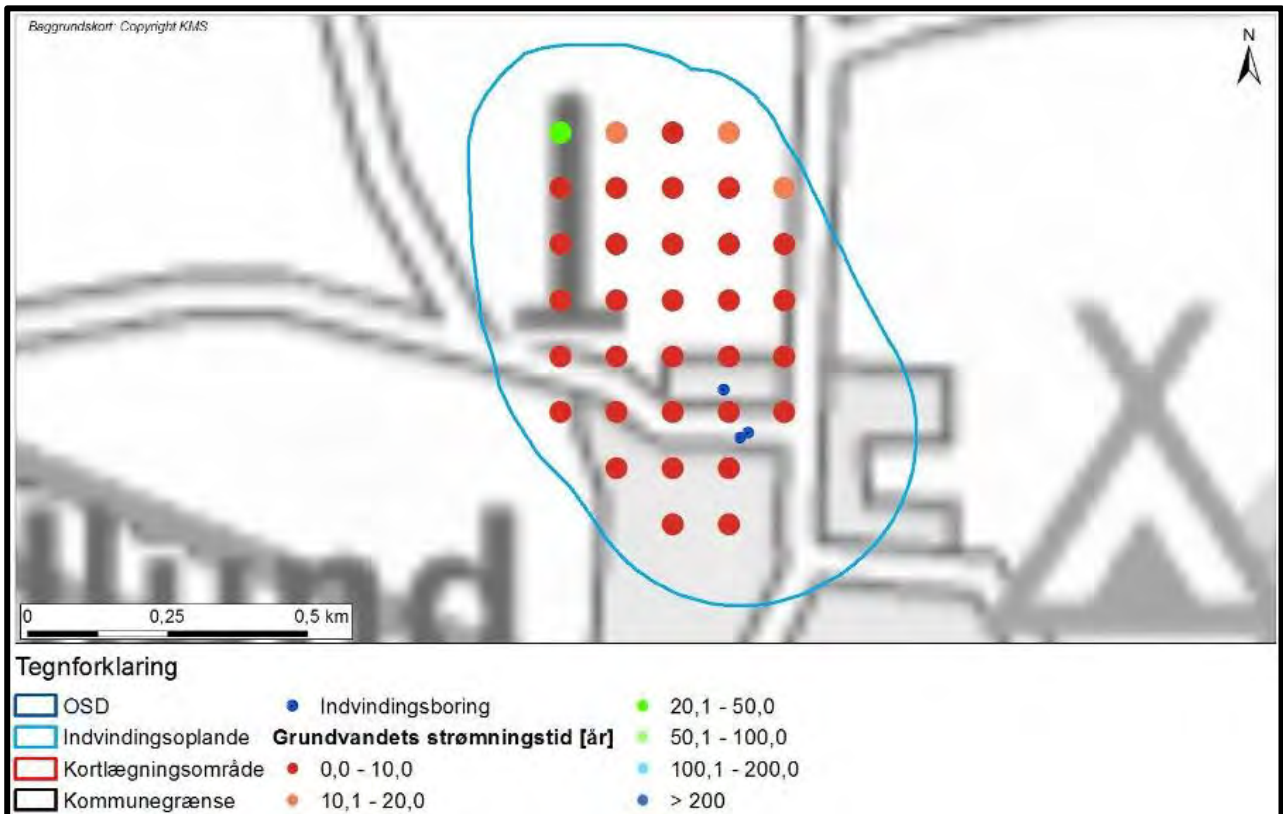 Baggrundskort: Copyright KMS
N
0 0,25 0,5 km
Tegnforklaring
OSD
Indvindingsoplande
Kortlægningsområde
Kommunegrænse
Indvindingsboring
Grundvandets strømningstid [år]
0,0 - 10,0
10,1 - 20,0
20,1 - 50,0
50,1 - 100,0
100,1 - 200,0
> 200